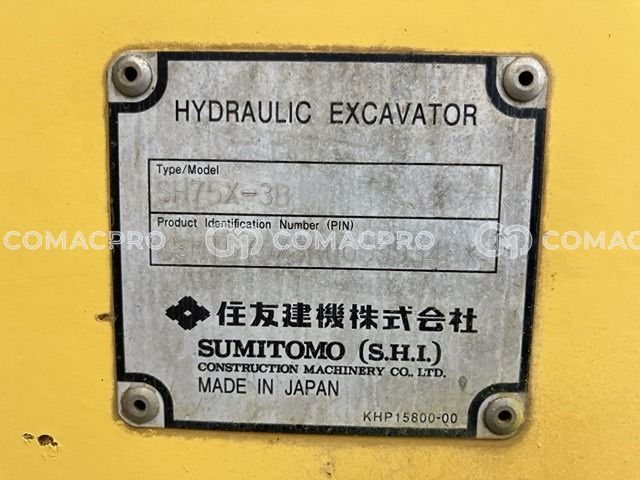 HYDRAULIC EXCAVATOR
Type/Model
SH75X-3B
Product Identification Number (PIN)
COMACPRO COMACPRO COMACPRO
住友建機株式会社
SUMITOMO (S.H.I.)
CONSTRUCTION MACHINERY CO., LTD.
MADE IN JAPAN
KHP15800-00